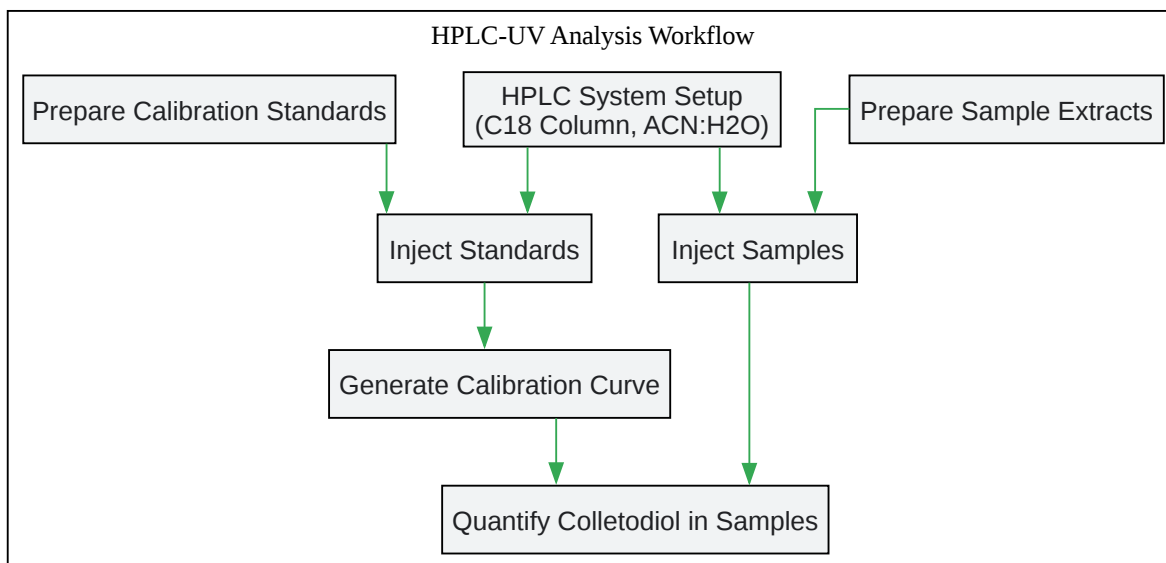 HPLC-UV Analysis Workflow
Prepare Calibration Standards
HPLC System Setup
(C18 Column, ACN:H2O)
Prepare Sample Extracts
Inject Standards
Inject Samples
Generate Calibration Curve
Quantify Colletodiol in Samples